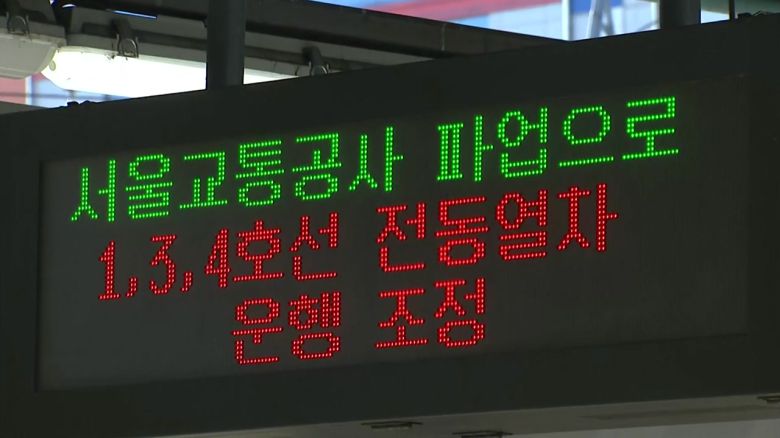 서울교통공사 파업으로
1,3,4호선 전동열차
운행 조정